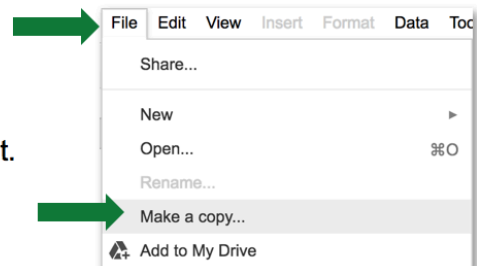 File Edit View Insert Format Data Too
Share...
New
Open... ⌘O
t.
Rename...
Make a copy...
Add to My Drive